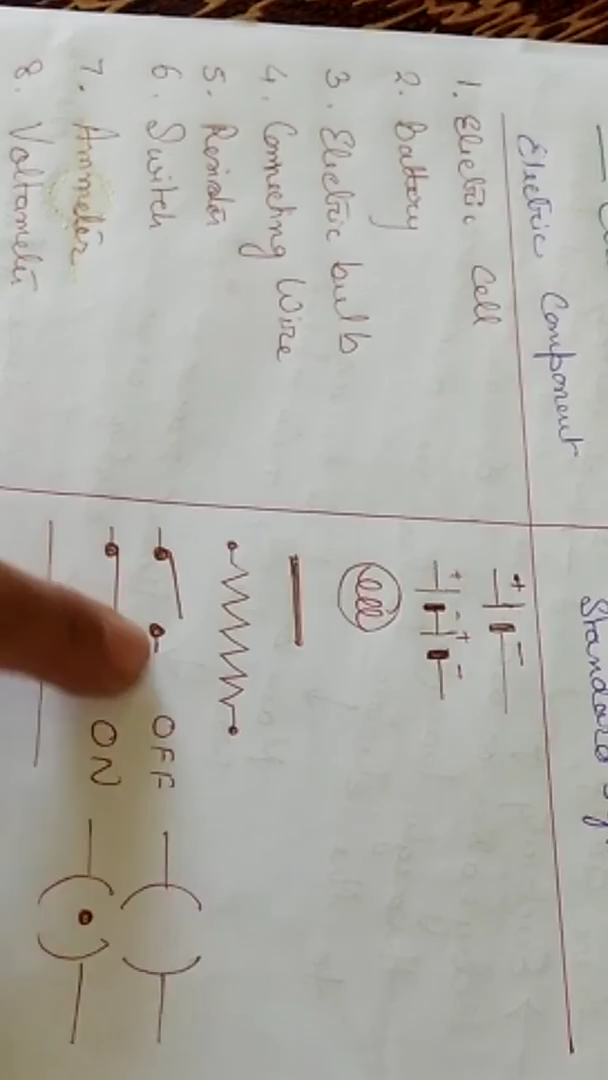 Electric Component
Standard
1. Electric Cell
+ -
2. Battery
+ - + -
3. Electric bulb
4. Connecting Wire
5. Resistor
6. Switch
OFF
ON
7. Ammeter
8. Voltameter